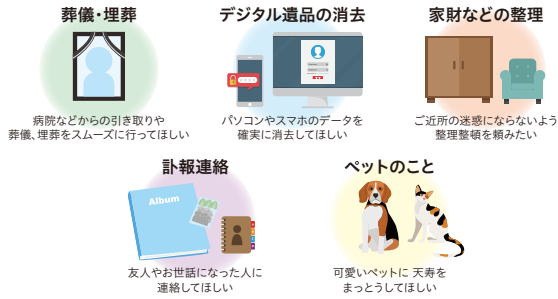 葬儀・埋葬
病院などからの引き取りや
葬儀、埋葬をスムーズに行ってほしい
デジタル遺品の消去
パソコンやスマホのデータを
確実に消去してほしい
家財などの整理
ご近所の迷惑にならないよう
整理整頓を頼みたい
訃報連絡
Album
友人やお世話になった人に
連絡してほしい
ペットのこと
可愛いペットに 天寿を
まっとうしてほしい